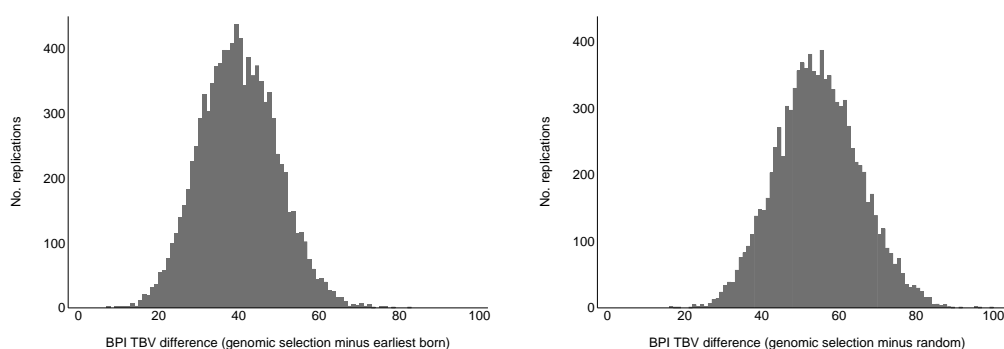 400
300
200
100
0
No. replications
0 20 40 60 80 100
BPI TBV difference (genomic selection minus earliest born)
400
300
200
100
0
No. replications
0 20 40 60 80 100
BPI TBV difference (genomic selection minus random)